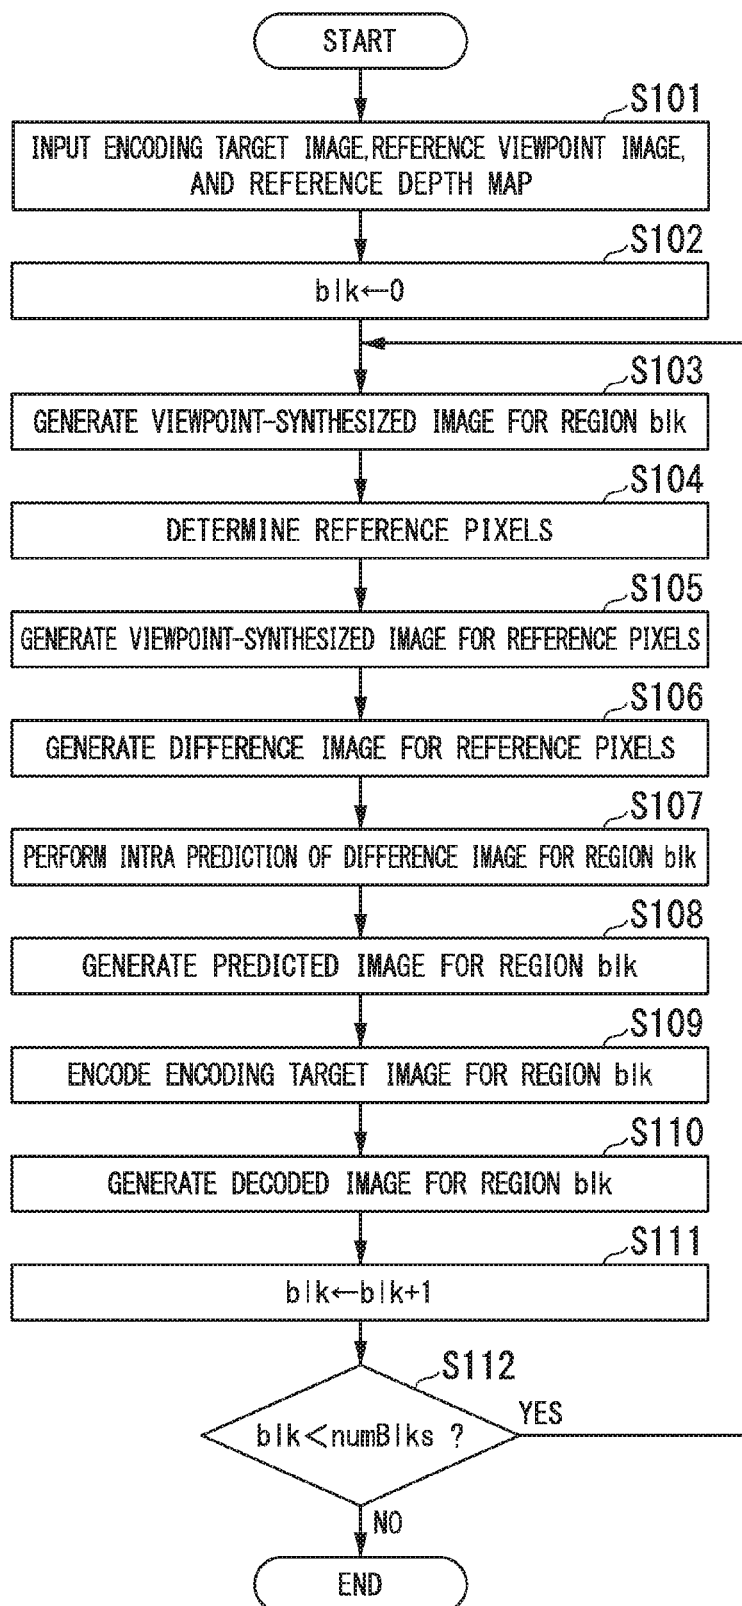 START
S101
INPUT ENCODING TARGET IMAGE,REFERENCE VIEWPOINT IMAGE,
AND REFERENCE DEPTH MAP
S102
blk←0
S103
GENERATE VIEWPOINT-SYNTHESIZED IMAGE FOR REGION blk
S104
DETERMINE REFERENCE PIXELS
S105
GENERATE VIEWPOINT-SYNTHESIZED IMAGE FOR REFERENCE PIXELS
S106
GENERATE DIFFERENCE IMAGE FOR REFERENCE PIXELS
S107
PERFORM INTRA PREDICTION OF DIFFERENCE IMAGE FOR REGION blk
S108
GENERATE PREDICTED IMAGE FOR REGION blk
S109
ENCODE ENCODING TARGET IMAGE FOR REGION blk
S110
GENERATE DECODED IMAGE FOR REGION blk
S111
blk←blk+1
S112
blk<numBlks ?
YES
NO
END